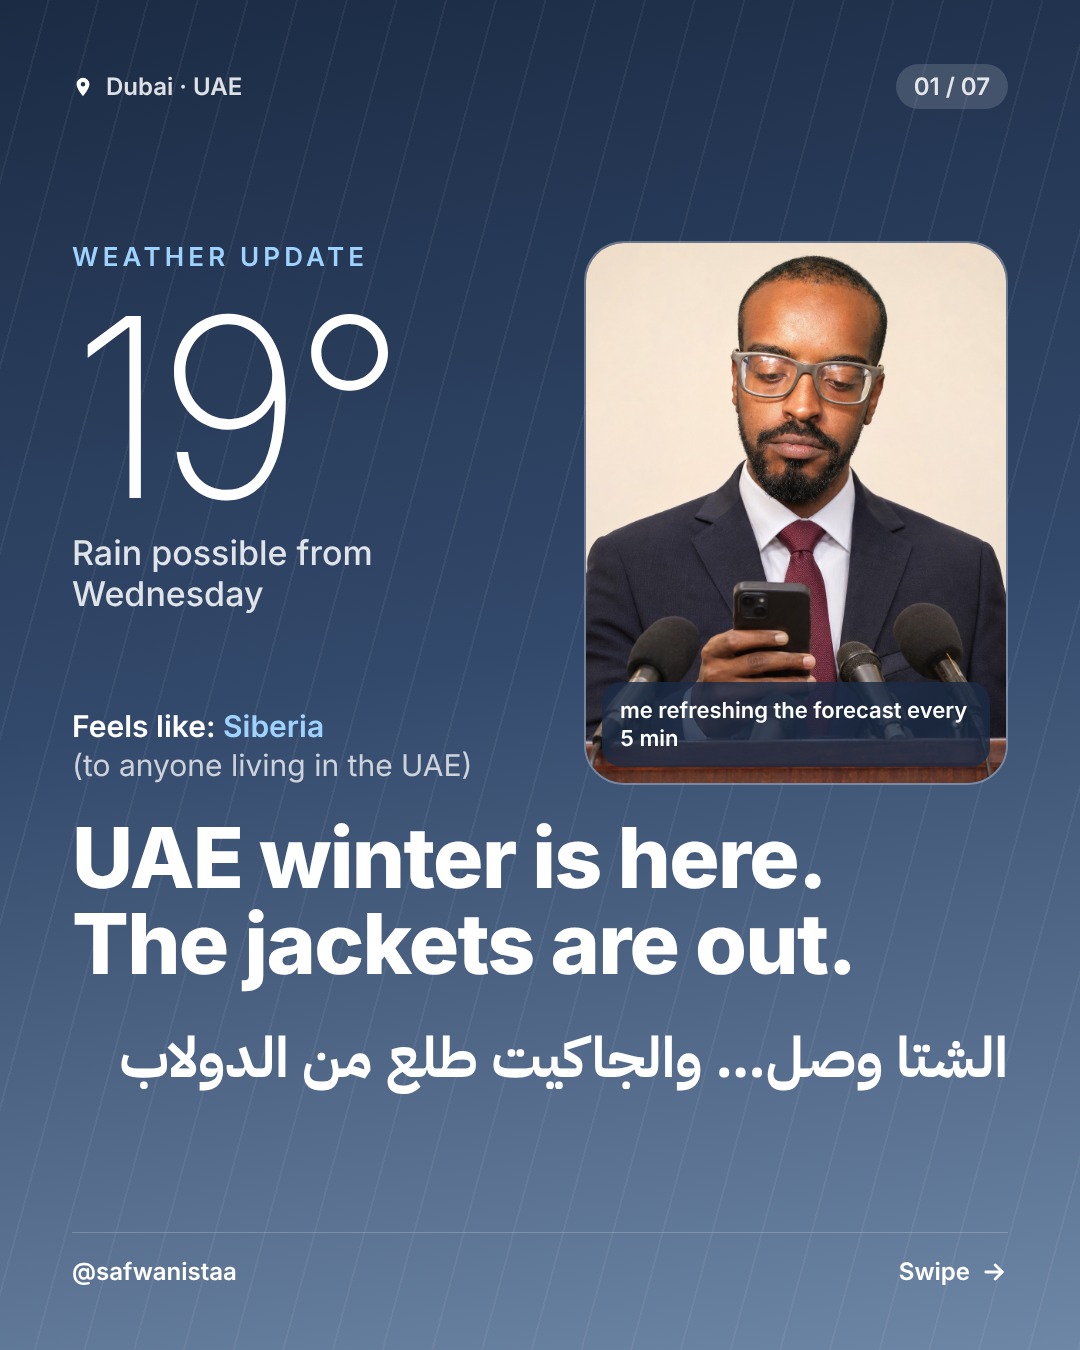 Dubai · UAE
01 / 07
WEATHER UPDATE
19°
Rain possible from
Wednesday
Feels like: Siberia
(to anyone living in the UAE)
me refreshing the forecast every
5 min
UAE winter is here.
The jackets are out.
الشتا وصل... والجاكيت طلع من الدولاب
@safwanistaa
Swipe →